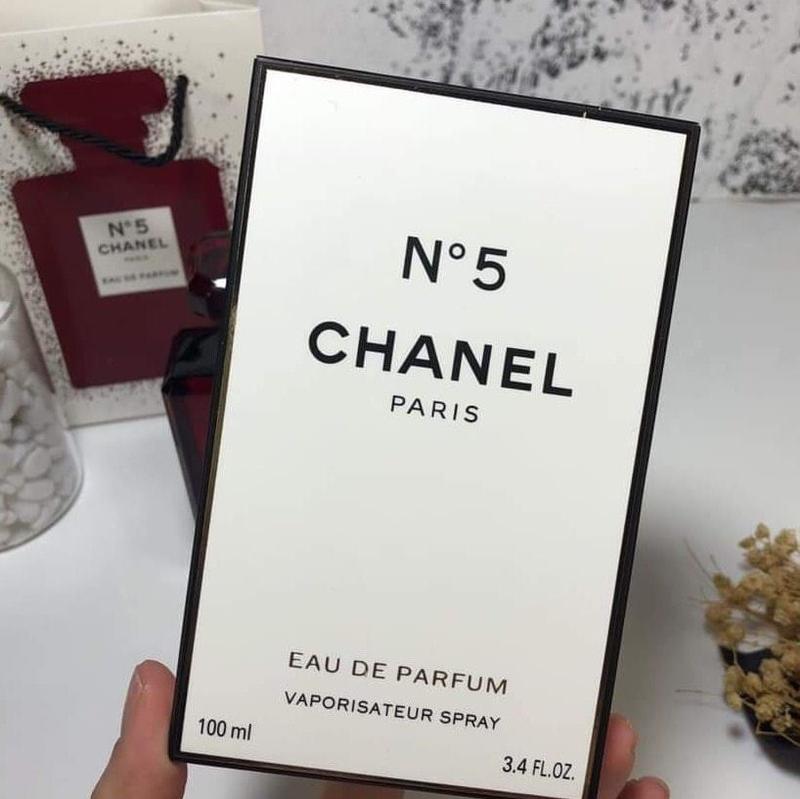 N°5
CHANEL
PARIS
EAU DE PARFUM
N°5
CHANEL
PARIS
EAU DE PARFUM
VAPORISATEUR SPRAY
100 ml
3.4 FL.OZ.